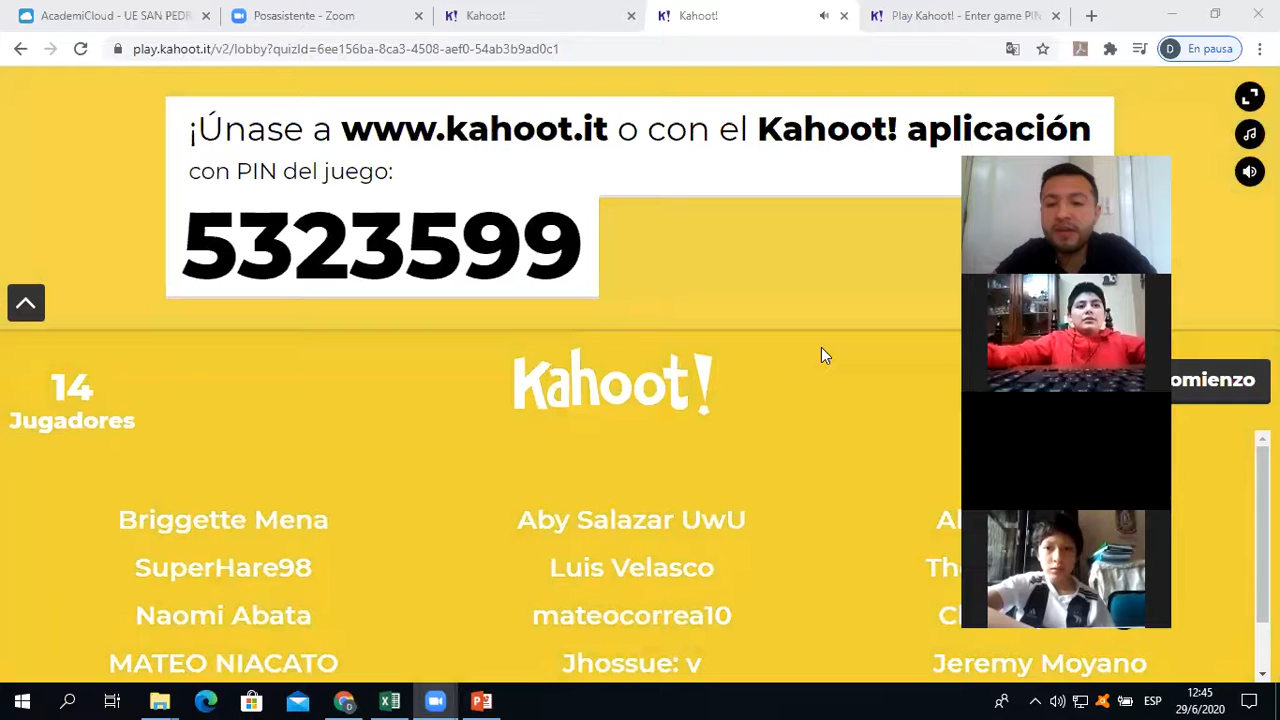 AcademiCloud - UE SAN PEDR
Posasistente - Zoom
Kahoot!
Kahoot!
Play Kahoot! - Enter game PIN
play.kahoot.it/v2/lobby?quizId=6ee156ba-8ca3-4508-aef0-54ab3b9ad0c1
D En pausa
¡Únase a www.kahoot.it o con el Kahoot! aplicación
con PIN del juego:
5323599
14
Jugadores
Kahoot!
omienzo
Briggette Mena
Aby Salazar UwU
SuperHare98
Luis Velasco
Naomi Abata
mateocorrea10
MATEO NIACATO
Jhossue: v
Jeremy Moyano
ESP
12:45
29/6/2020